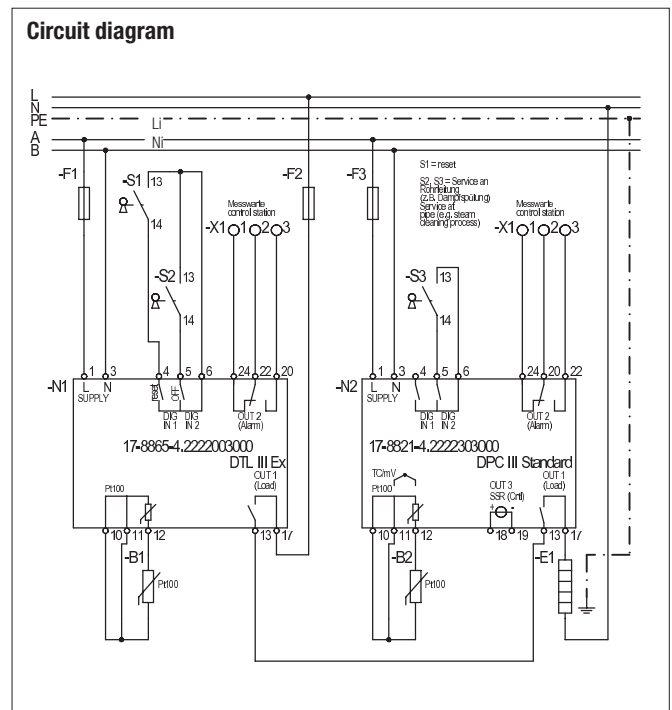 Circuit diagram
L
N
PE
Li
A
Ni
B
-F1
-S1
13
14
-S2
13
14
Messwarte
control station
-X1
1
2
3
-F2
-F3
S1 = reset
S2, S3 = Service an
Rohrleitung
(z.B. Dampfspülung)
Service at
pipe (e.g. steam
cleaning process)
-S3
13
14
Messwarte
control station
-X1
1
2
3
-N1
1
3
4
5
6
24
22
20
L
N
SUPPLY
reset
OFF
DIG
IN 1
DIG
IN 2
OUT 2
(Alarm)
17-8865-4.2222003000
DTL III Ex
OUT 1
(Load)
Pt100
10
11
12
13
17
-B1
Pt100
-N2
1
3
4
5
6
24
20
22
L
N
SUPPLY
DIG
IN 1
DIG
IN 2
OUT 2
(Alarm)
17-8821-4.2222303000
DPC III Standard
TC/mV
Pt100
OUT 3
SSR (Cntl)
+
-
OUT 1
(Load)
10
11
12
18
19
13
17
-B2
Pt100
-E1